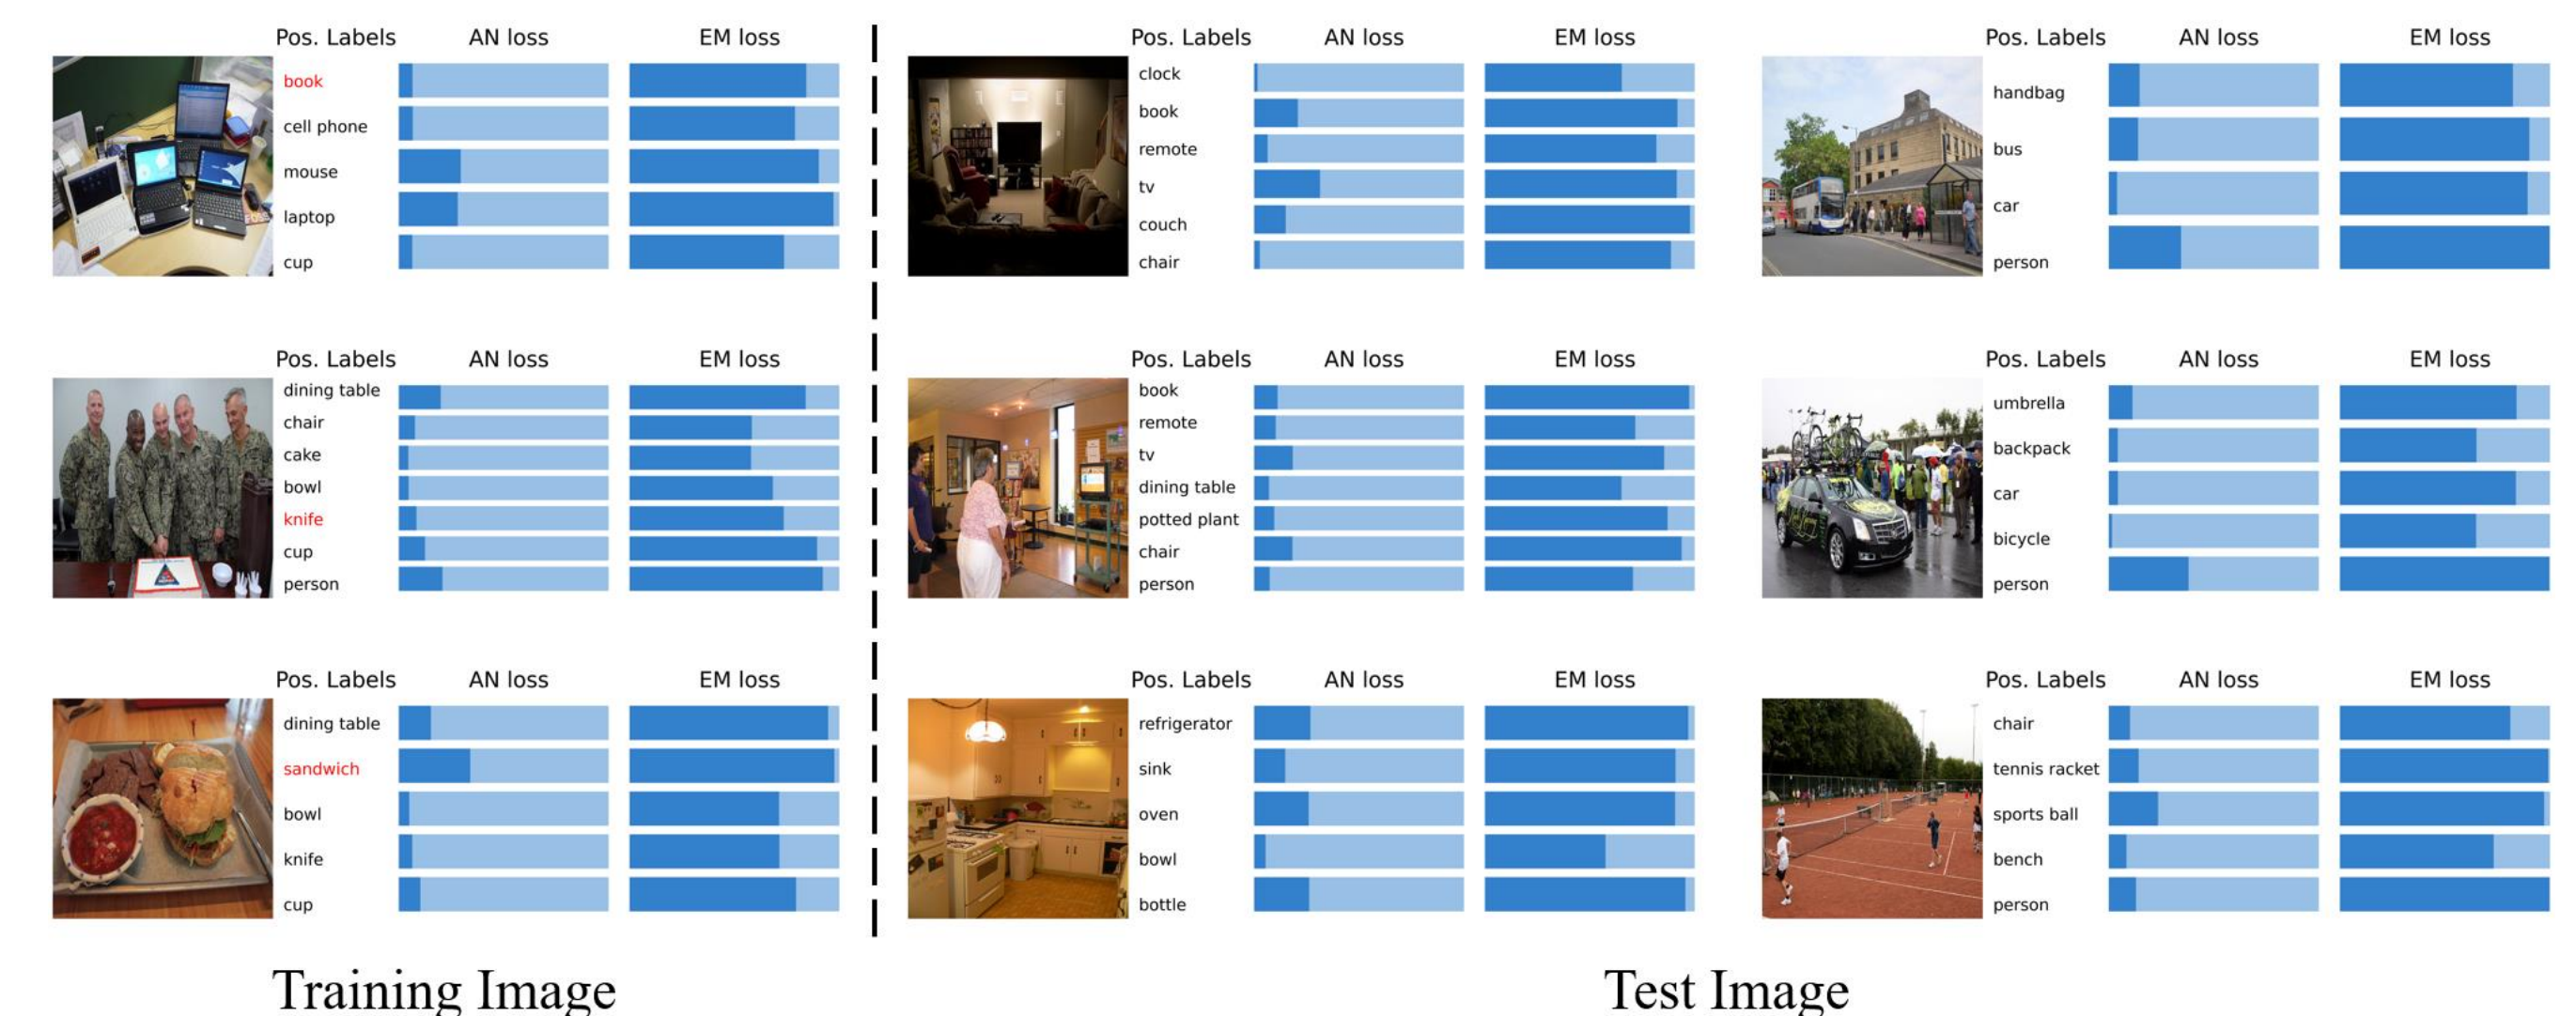 Pos. Labels AN loss EM loss
book
cell phone
mouse
laptop
cup
Pos. Labels AN loss EM loss
dining table
chair
cake
bowl
knife
cup
person
Pos. Labels AN loss EM loss
dining table
sandwich
bowl
knife
cup
Training Image
Pos. Labels AN loss EM loss
clock
book
remote
tv
couch
chair
Pos. Labels AN loss EM loss
handbag
bus
car
person
Pos. Labels AN loss EM loss
book
remote
tv
dining table
potted plant
chair
person
Pos. Labels AN loss EM loss
umbrella
backpack
car
bicycle
person
Pos. Labels AN loss EM loss
refrigerator
sink
oven
bowl
bottle
Pos. Labels AN loss EM loss
chair
tennis racket
sports ball
bench
person
Test Image